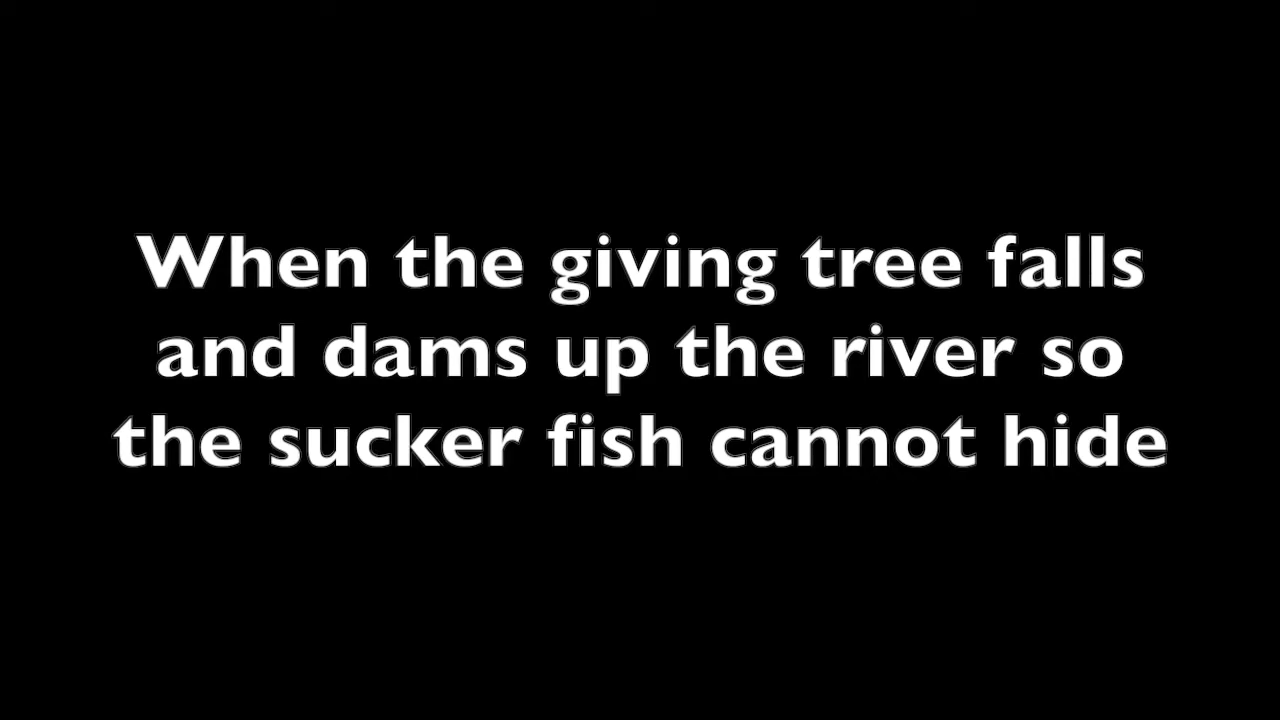 When the giving tree falls
and dams up the river so
the sucker fish cannot hide